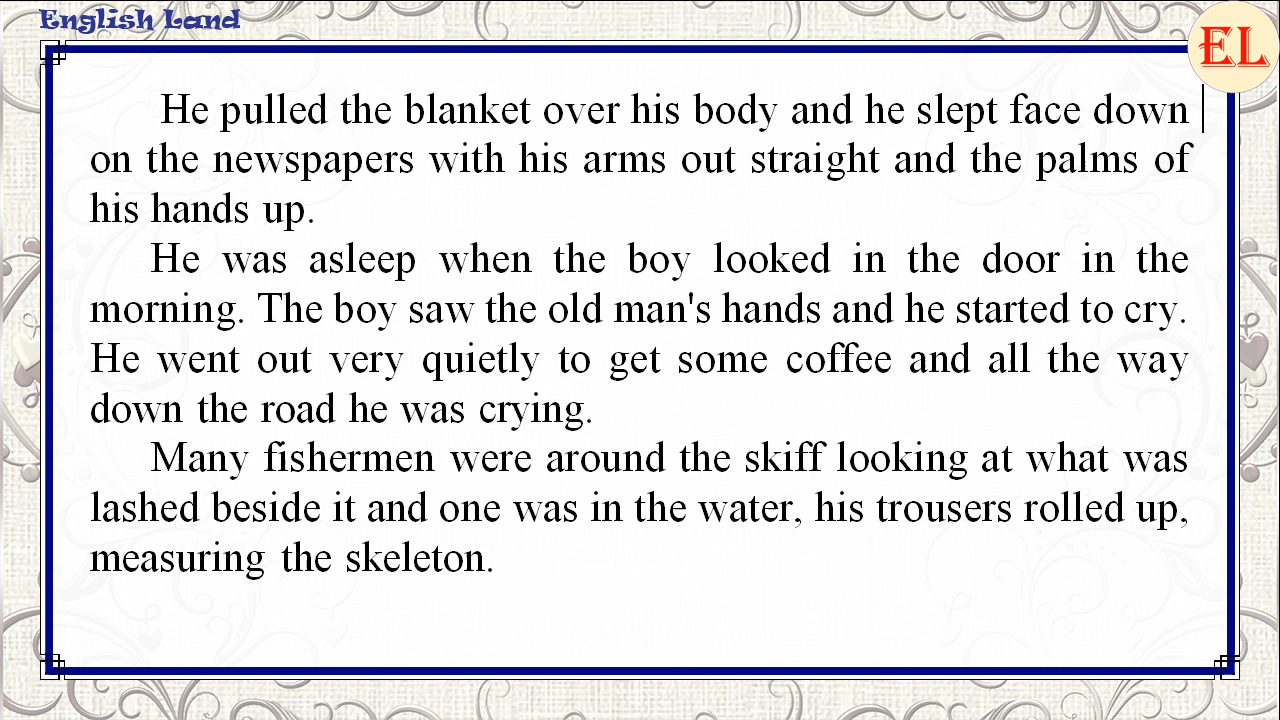 English Land
EL
He pulled the blanket over his body and he slept face down
on the newspapers with his arms out straight and the palms of
his hands up.
He was asleep when the boy looked in the door in the
morning. The boy saw the old man's hands and he started to cry.
He went out very quietly to get some coffee and all the way
down the road he was crying.
Many fishermen were around the skiff looking at what was
lashed beside it and one was in the water, his trousers rolled up,
measuring the skeleton.